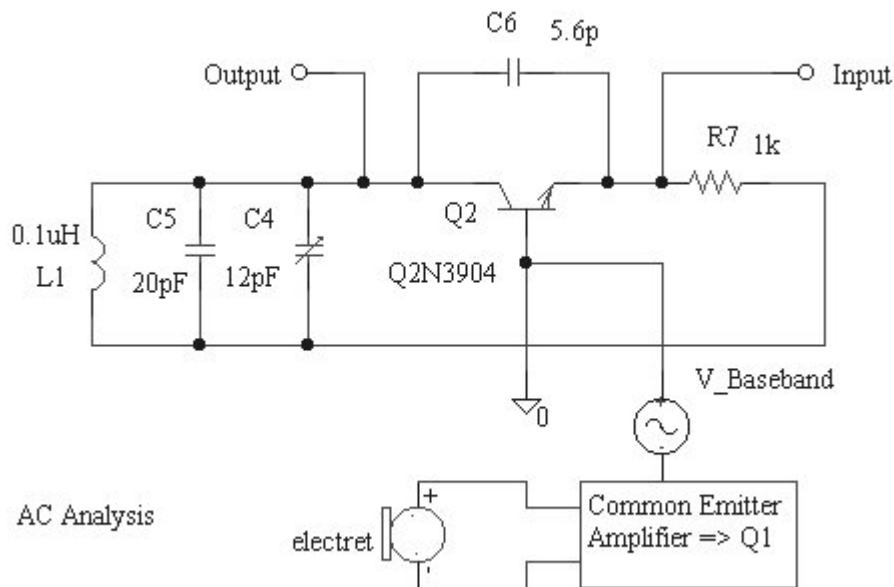 C6
5.6p
Output
Input
R7
1k
C5
C4
Q2
0.1uH
L1
20pF
12pF
Q2N3904
V_Baseband
+
-
0
AC Analysis
electret
+
-
Common Emitter
Amplifier => Q1